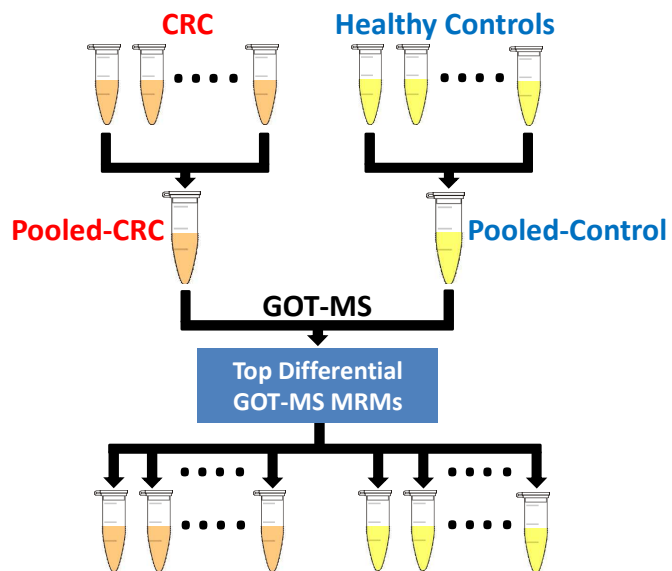 CRC
Healthy Controls
Pooled-CRC
Pooled-Control
GOT-MS
Top Differential
GOT-MS MRMs